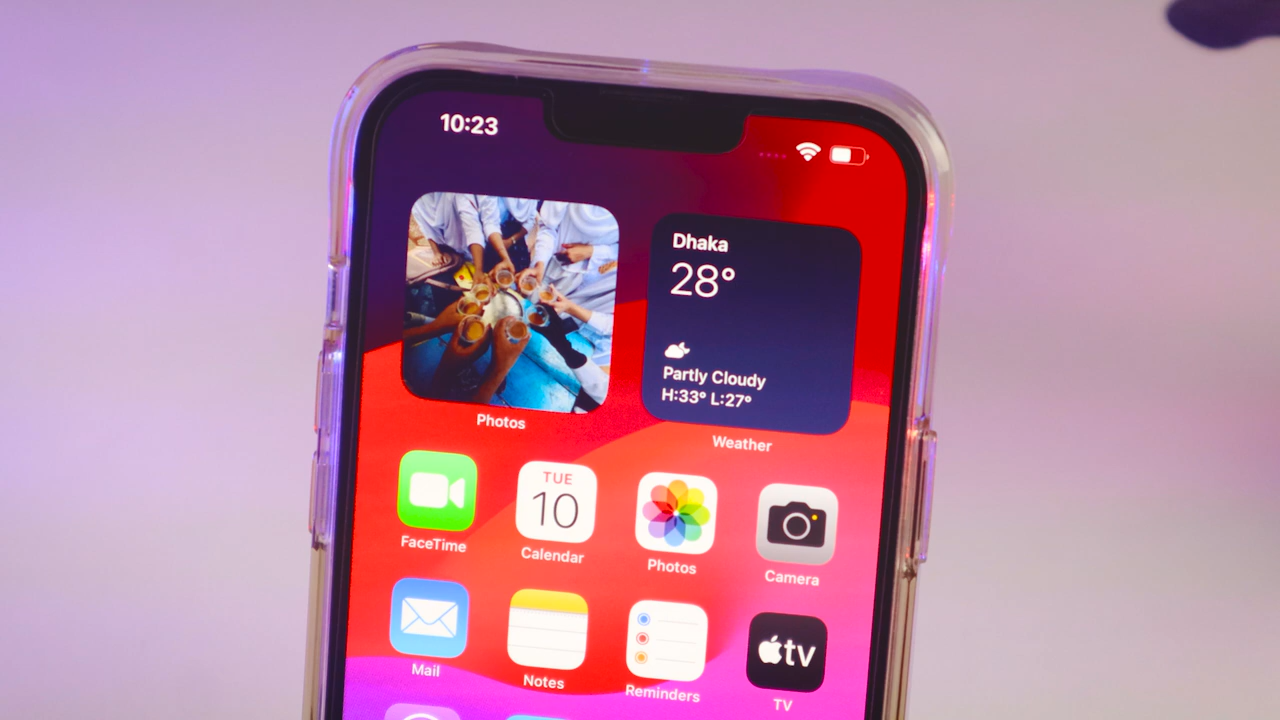 10:23
Dhaka
28°
Partly Cloudy
H:33° L:27°
Photos
Weather
TUE
10
FaceTime
Calendar
Photos
Camera
tv
Mail
Notes
Reminders
TV